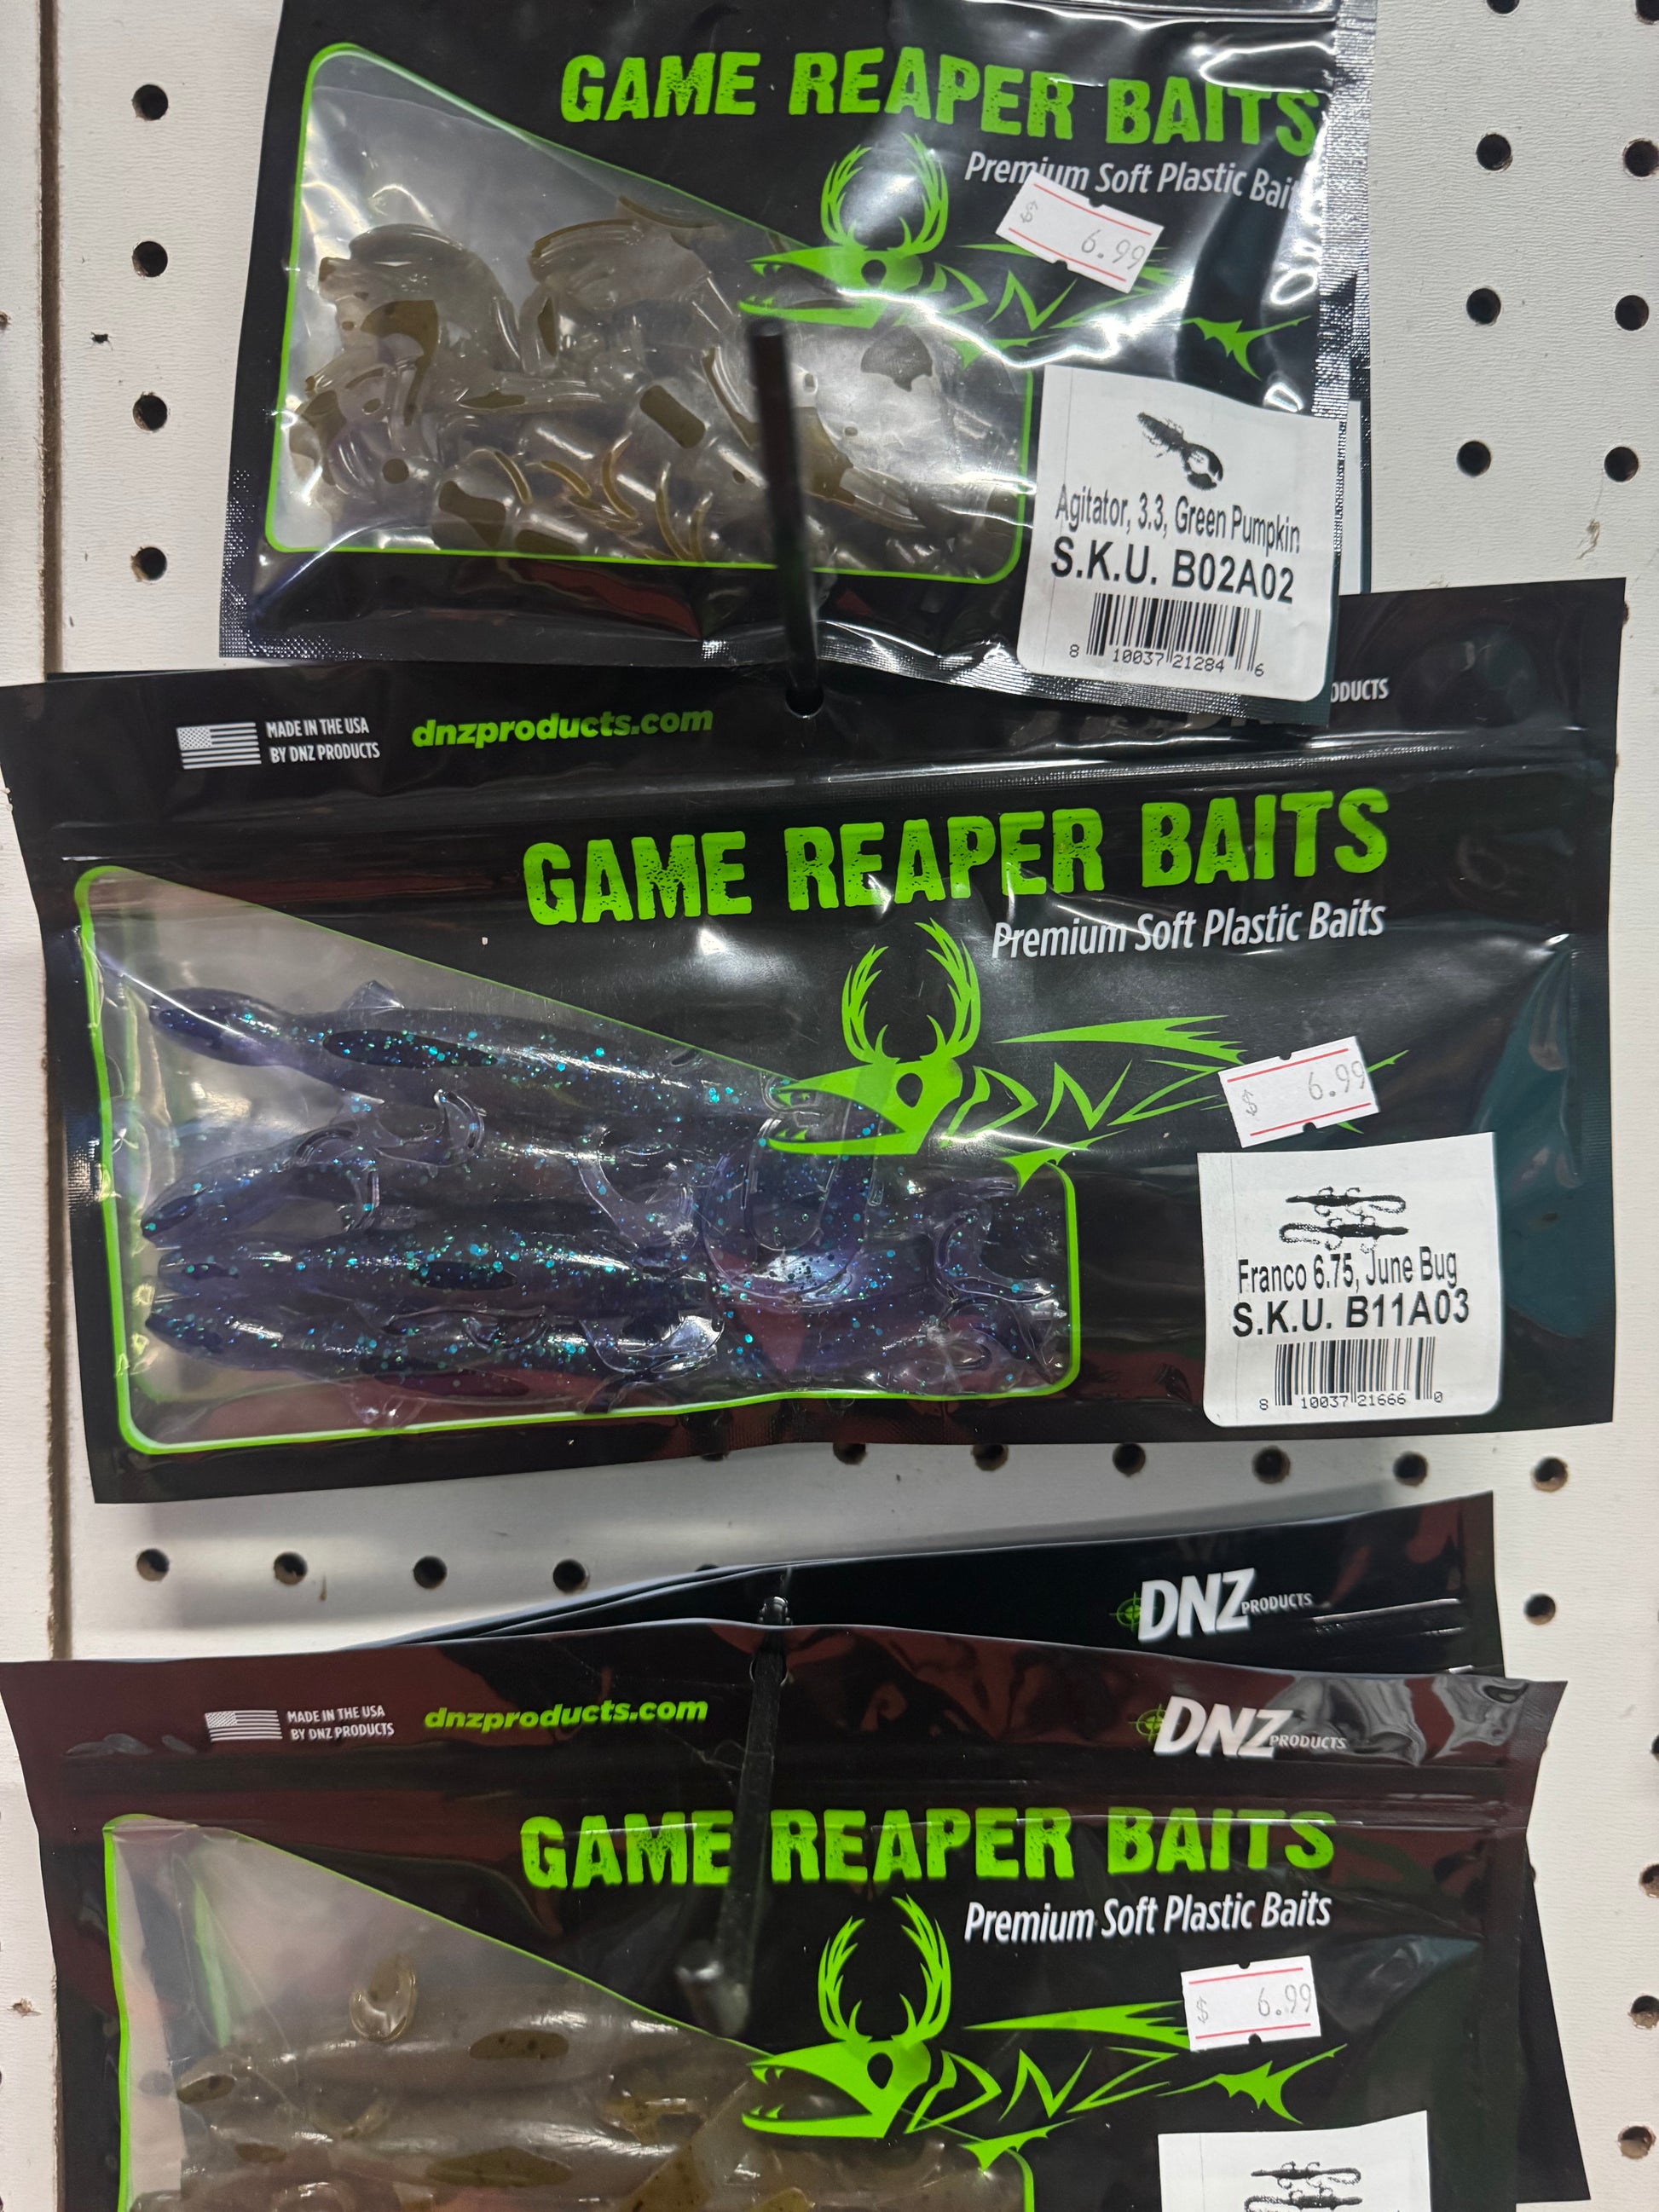 GAME REAPER BAITS
Premium Soft Plastic
$ 6.99
DNZ
Agitator, 3.3, Green Pumpkin
S.K.U. B02A02
8 10037 21284 6
MADE IN THE USA
BY DNZ PRODUCTS
dnzproducts.com
GAME REAPER BAITS
Premium Soft Plastic Baits
DNZ
$ 6.99
Franco 6.75, June Bug
S.K.U. B11A03
8 10037 21666 0
DNZ PRODUCTS
MADE IN THE USA
BY DNZ PRODUCTS
dnzproducts.com
DNZ PRODUCTS
GAME REAPER BAITS
Premium Soft Plastic Baits
$ 6.99
DNZ